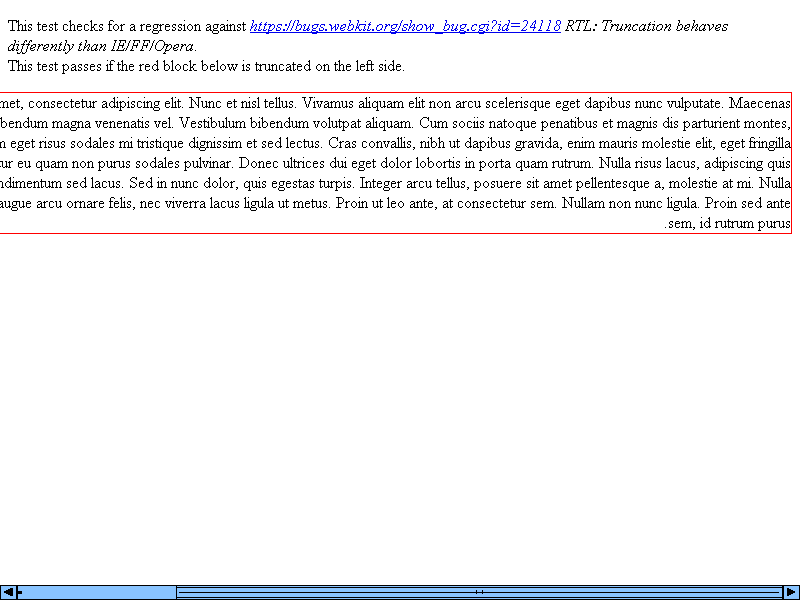 This test checks for a regression against https://bugs.webkit.org/show_bug.cgi?id=24118 RTL: Truncation behaves
differently than IE/FF/Opera.
This test passes if the red block below is truncated on the left side.
met, consectetur adipiscing elit. Nunc et nisl tellus. Vivamus aliquam elit non arcu scelerisque eget dapibus nunc vulputate. Maecenas
bendum magna venenatis vel. Vestibulum bibendum volutpat aliquam. Cum sociis natoque penatibus et magnis dis parturient montes,
eget risus sodales mi tristique dignissim et sed lectus. Cras convallis, nibh ut dapibus gravida, enim mauris molestie elit, eget fringilla
ur eu quam non purus sodales pulvinar. Donec ultrices dui eget dolor lobortis in porta quam rutrum. Nulla risus lacus, adipiscing quis
ndimentum sed lacus. Sed in nunc dolor, quis egestas turpis. Integer arcu tellus, posuere sit amet pellentesque a, molestie at mi. Nulla
augue arcu ornare felis, nec viverra lacus ligula ut metus. Proin ut leo ante, at consectetur sem. Nullam non nunc ligula. Proin sed ante
.sem, id rutrum purus